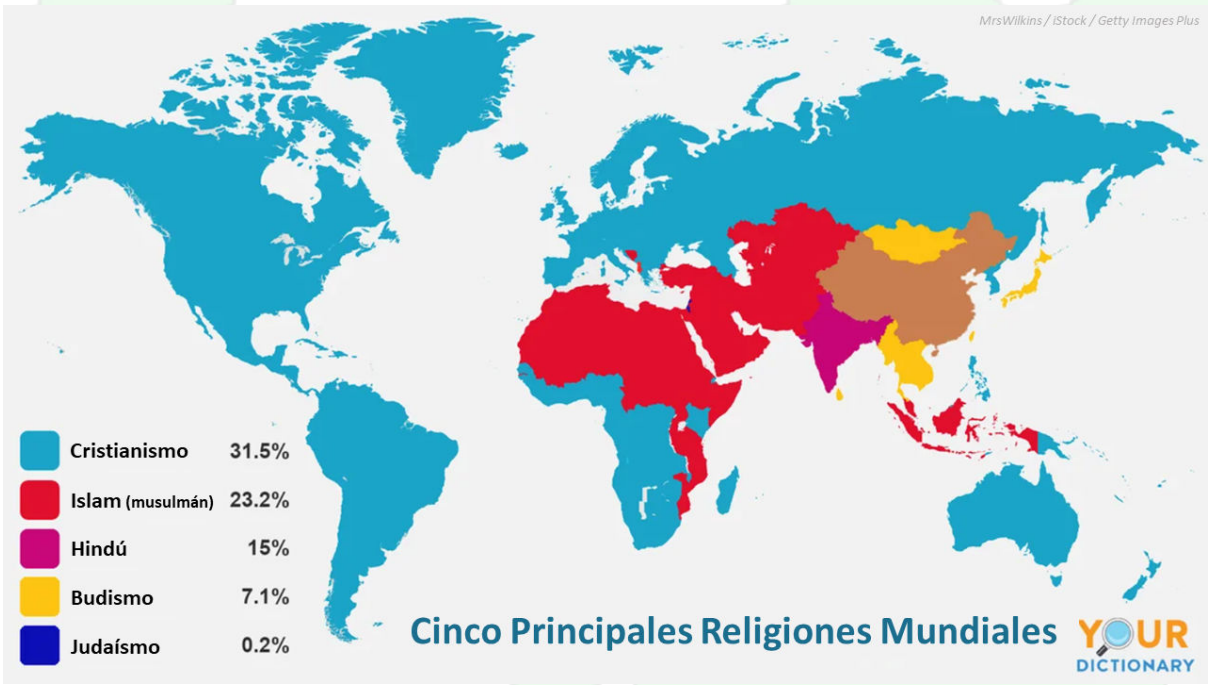 MrsWilkins / iStock / Getty Images Plus
Cristianismo 31.5%
Islam (musulmán) 23.2%
Hindú 15%
Budismo 7.1%
Judaísmo 0.2%
Cinco Principales Religiones Mundiales
YOUR
DICTIONARY